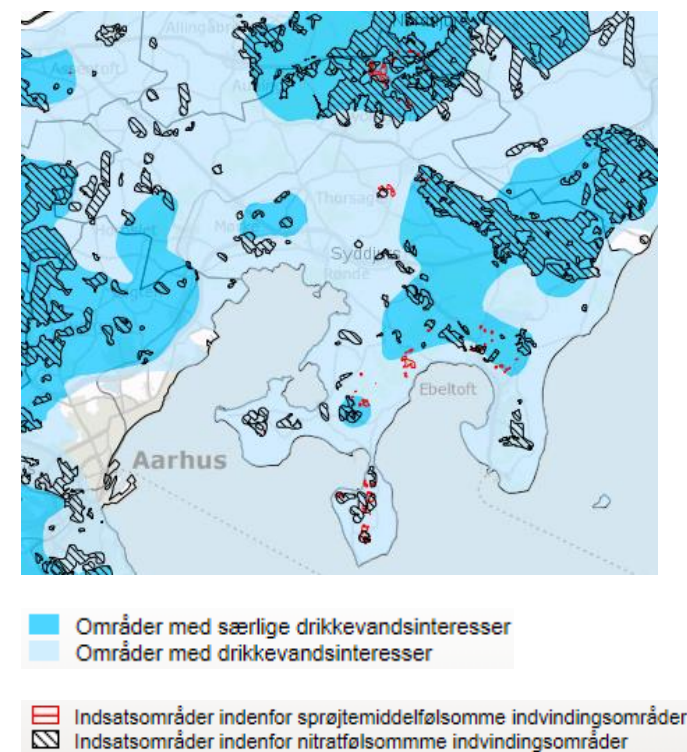 Allingåbro
Thorsager
Syddjurs
Rønde
Ebeltoft
Aarhus
Områder med særlige drikkevandsinteresser
Områder med drikkevandsinteresser
Indsatsområder indenfor sprøjtemiddelfølsomme indvindingsområder
Indsatsområder indenfor nitratfølsommme indvindingsområder